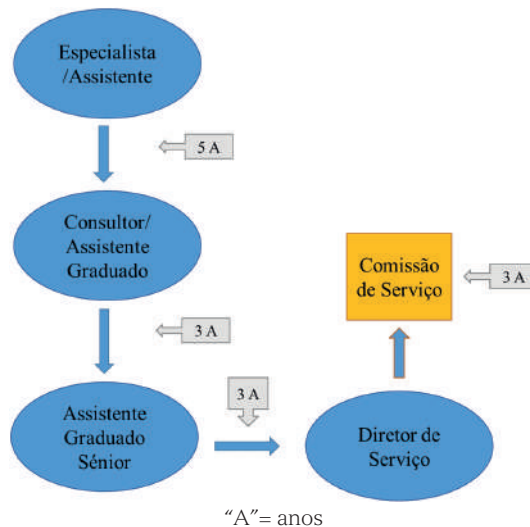 Especialista
/Assistente
5 A
Consultor/
Assistente
Graduado
3 A
Assistente
Graduado
Sénior
3 A
Diretor de
Serviço
Comissão
de Serviço
3 A
“A”= anos